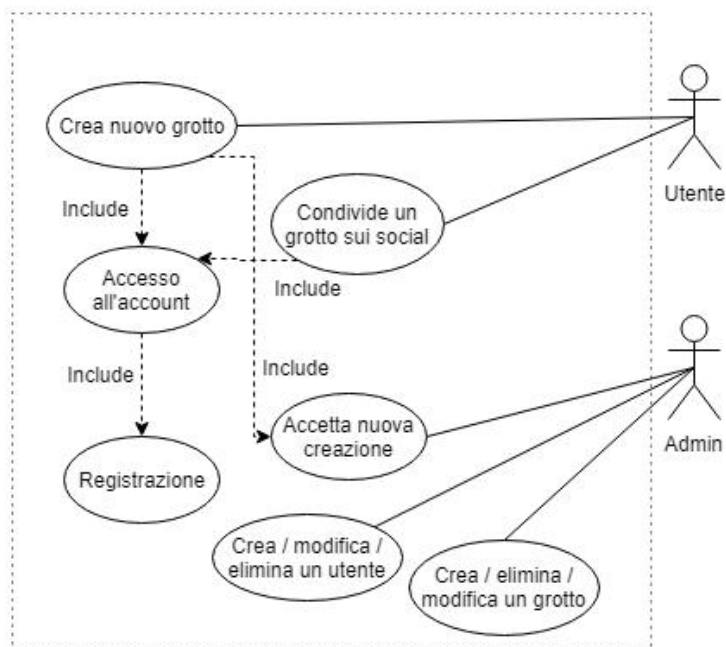 Crea nuovo grotto
Utente
Include
Condivide un
grotto sui social
Accesso
all'account
Include
Include
Include
Accetta nuova
creazione
Admin
Registrazione
Crea / modifica /
elimina un utente
Crea / elimina /
modifica un grotto